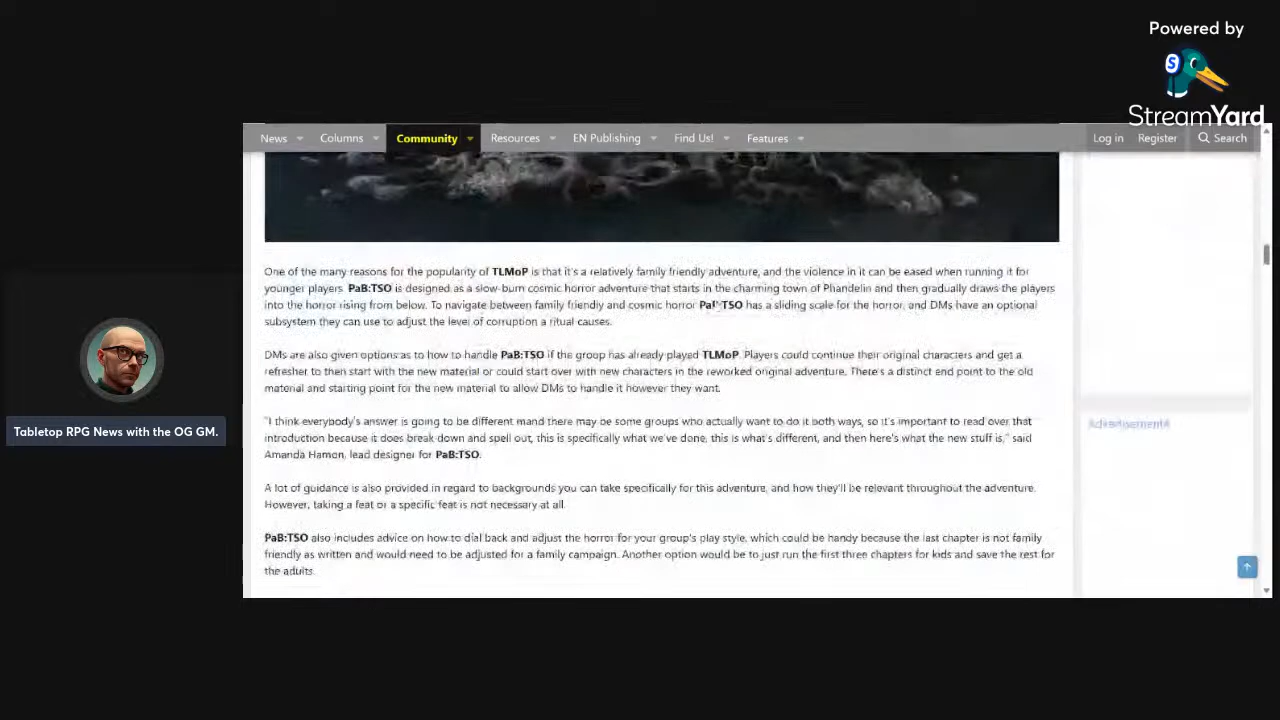 Powered by
S
StreamYard
News
Columns
Community
Resources
EN Publishing
Find Us!
Features
Log in
Register
Search
One of the many reasons for the popularity of TLMoP is that it's a relatively family friendly adventure, and the violence in it can be eased when running it for
younger players. PaB:TSO is designed as a slow-burn cosmic horror adventure that starts in the charming town of Phandelin and then gradually draws the players
into the horror rising from below. To navigate between family friendly and cosmic horror PaB:TSO has a sliding scale for the horror, and DMs have an optional
subsystem they can use to adjust the level of corruption a ritual causes.
DMs are also given options as to how to handle PaB:TSO if the group has already played TLMoP. Players could continue their original characters and get a
refresher to then start with the new material or could start over with new characters in the reworked original adventure. There's a distinct end point to the old
material and starting point for the new material to allow DMs to handle it however they want.
"I think everybody's answer is going to be different mand there may be some groups who actually want to do it both ways, so it's important to read over that
introduction because it does break down and spell out, this is specifically what we've done, this is what's different, and then here's what the new stuff is," said
Amanda Hamon, lead designer for PaB:TSO.
Advertisement4
A lot of guidance is also provided in regard to backgrounds you can take specifically for this adventure, and how they'll be relevant throughout the adventure.
However, taking a feat or a specific feat is not necessary at all.
PaB:TSO also includes advice on how to dial back and adjust the horror for your group's play style, which could be handy because the last chapter is not family
friendly as written and would need to be adjusted for a family campaign. Another option would be to just run the first three chapters for kids and save the rest for
the adults.
Tabletop RPG News with the OG GM.